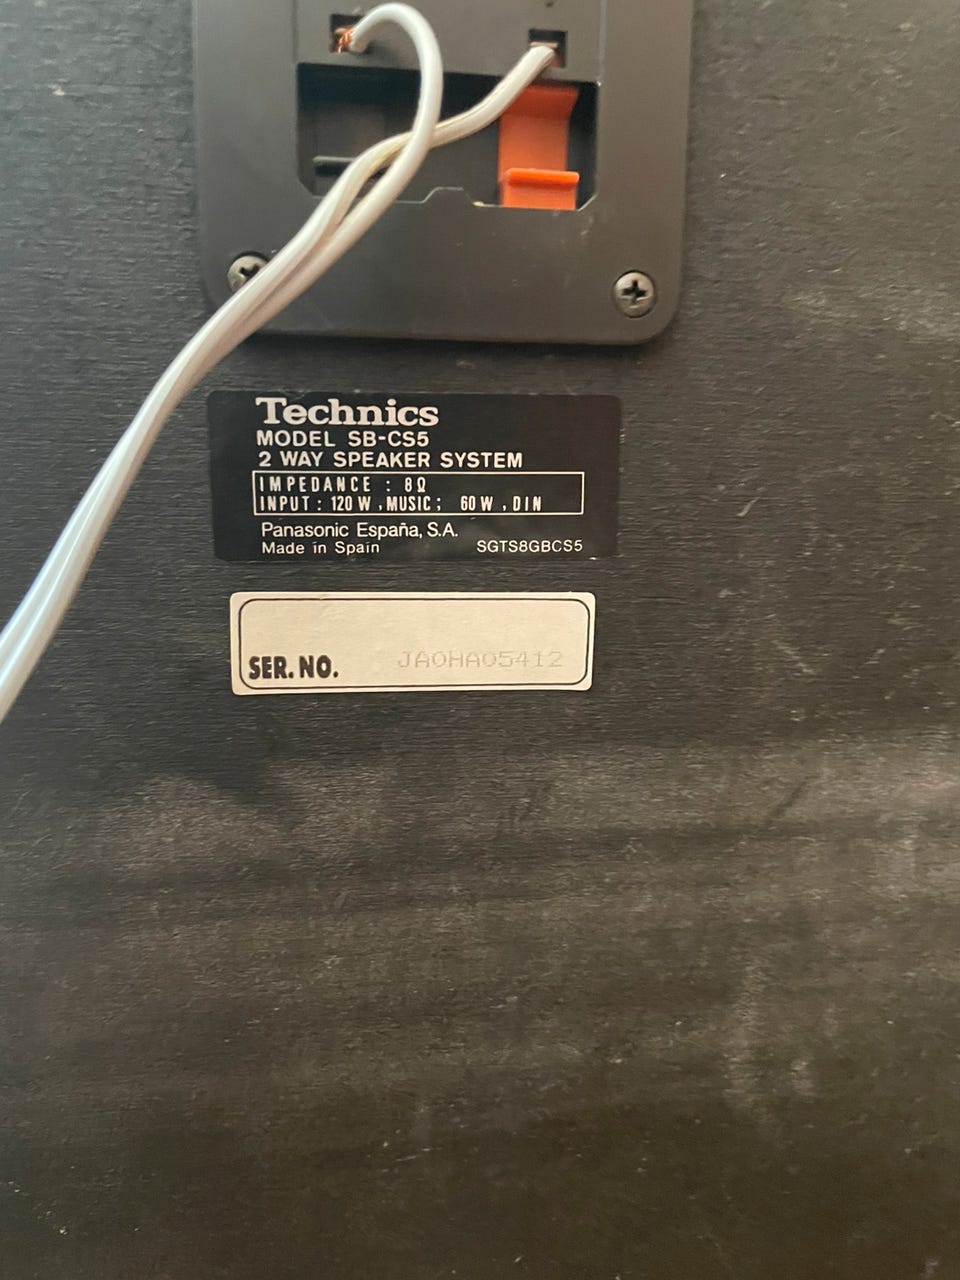 Technics
MODEL SB-CS5
2 WAY SPEAKER SYSTEM
IMPEDANCE : 8Ω
INPUT : 120 W , MUSIC ; 60 W , DIN
Panasonic España, S.A.
Made in Spain SGTS8GBCS5
SER. NO. JA0HA05412